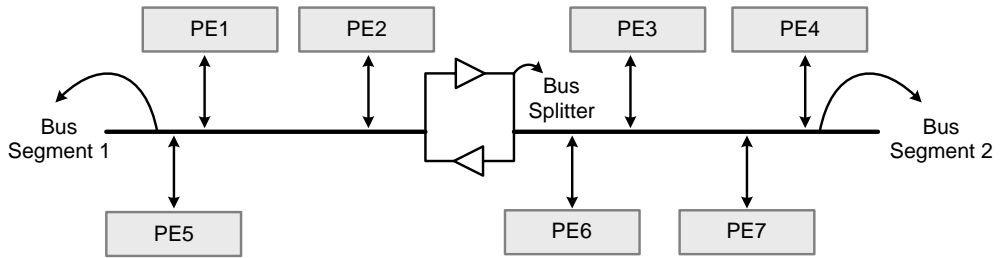 PE1
PE2
PE3
PE4
Bus
Splitter
Bus
Segment 1
Bus
Segment 2
PE5
PE6
PE7